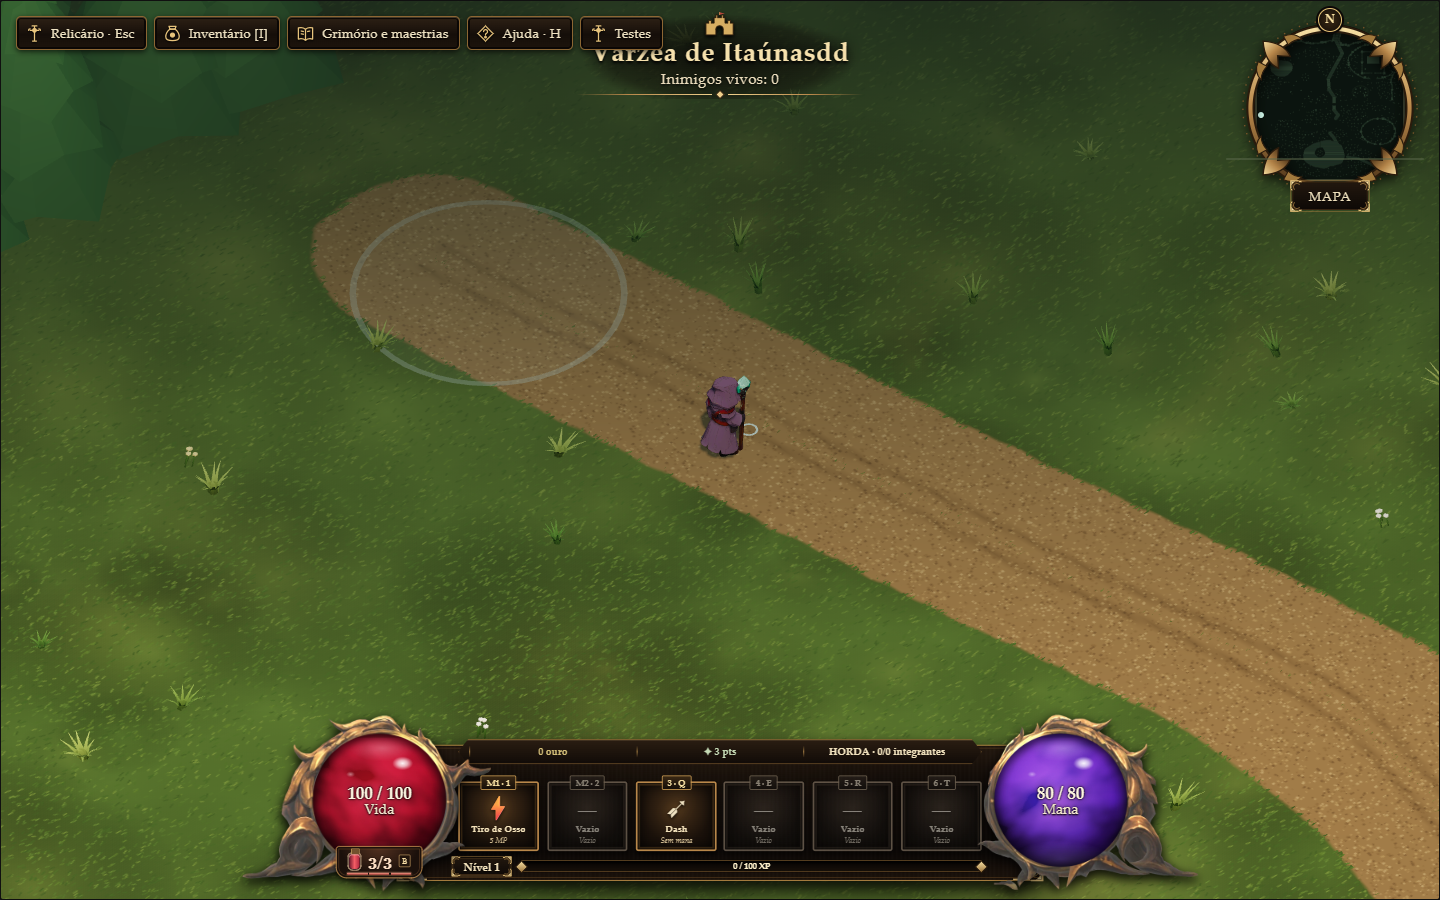 Relicário · Esc
Inventário [I]
Grimório e maestrias
Ajuda · H
Testes
Várzea de Itaúnasdd
Inimigos vivos: 0
N
MAPA
0 ouro
3 pts
HORDA · 0/0 integrantes
100 / 100
Vida
3/3 B
M1 · 1
Tiro de Osso
5 MP
M2 · 2
Vazio
Vazio
3 · Q
Dash
Sem mana
4 · E
Vazio
Vazio
5 · R
Vazio
Vazio
6 · T
Vazio
Vazio
80 / 80
Mana
Nível 1
0 / 100 XP